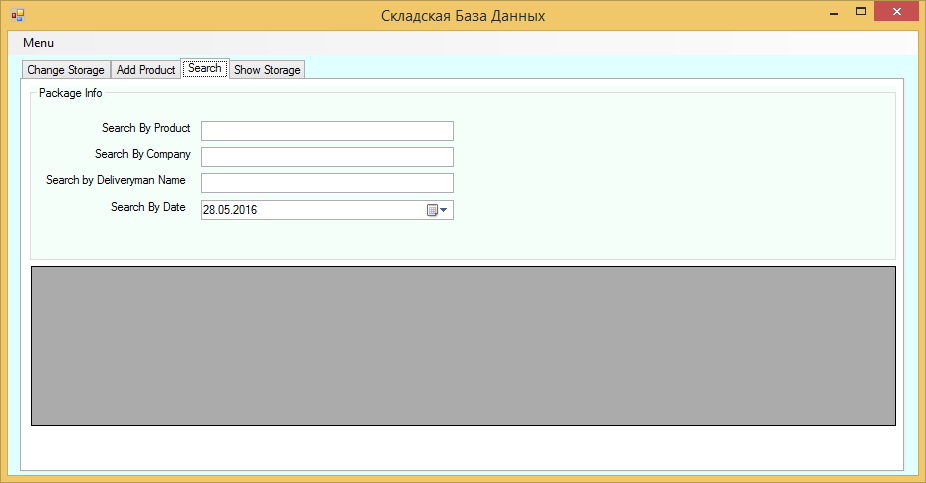 Складская База Данных
Menu
Change Storage Add Product Search Show Storage
Package Info
Search By Product
Search By Company
Search by Deliveryman Name
Search By Date 28.05.2016